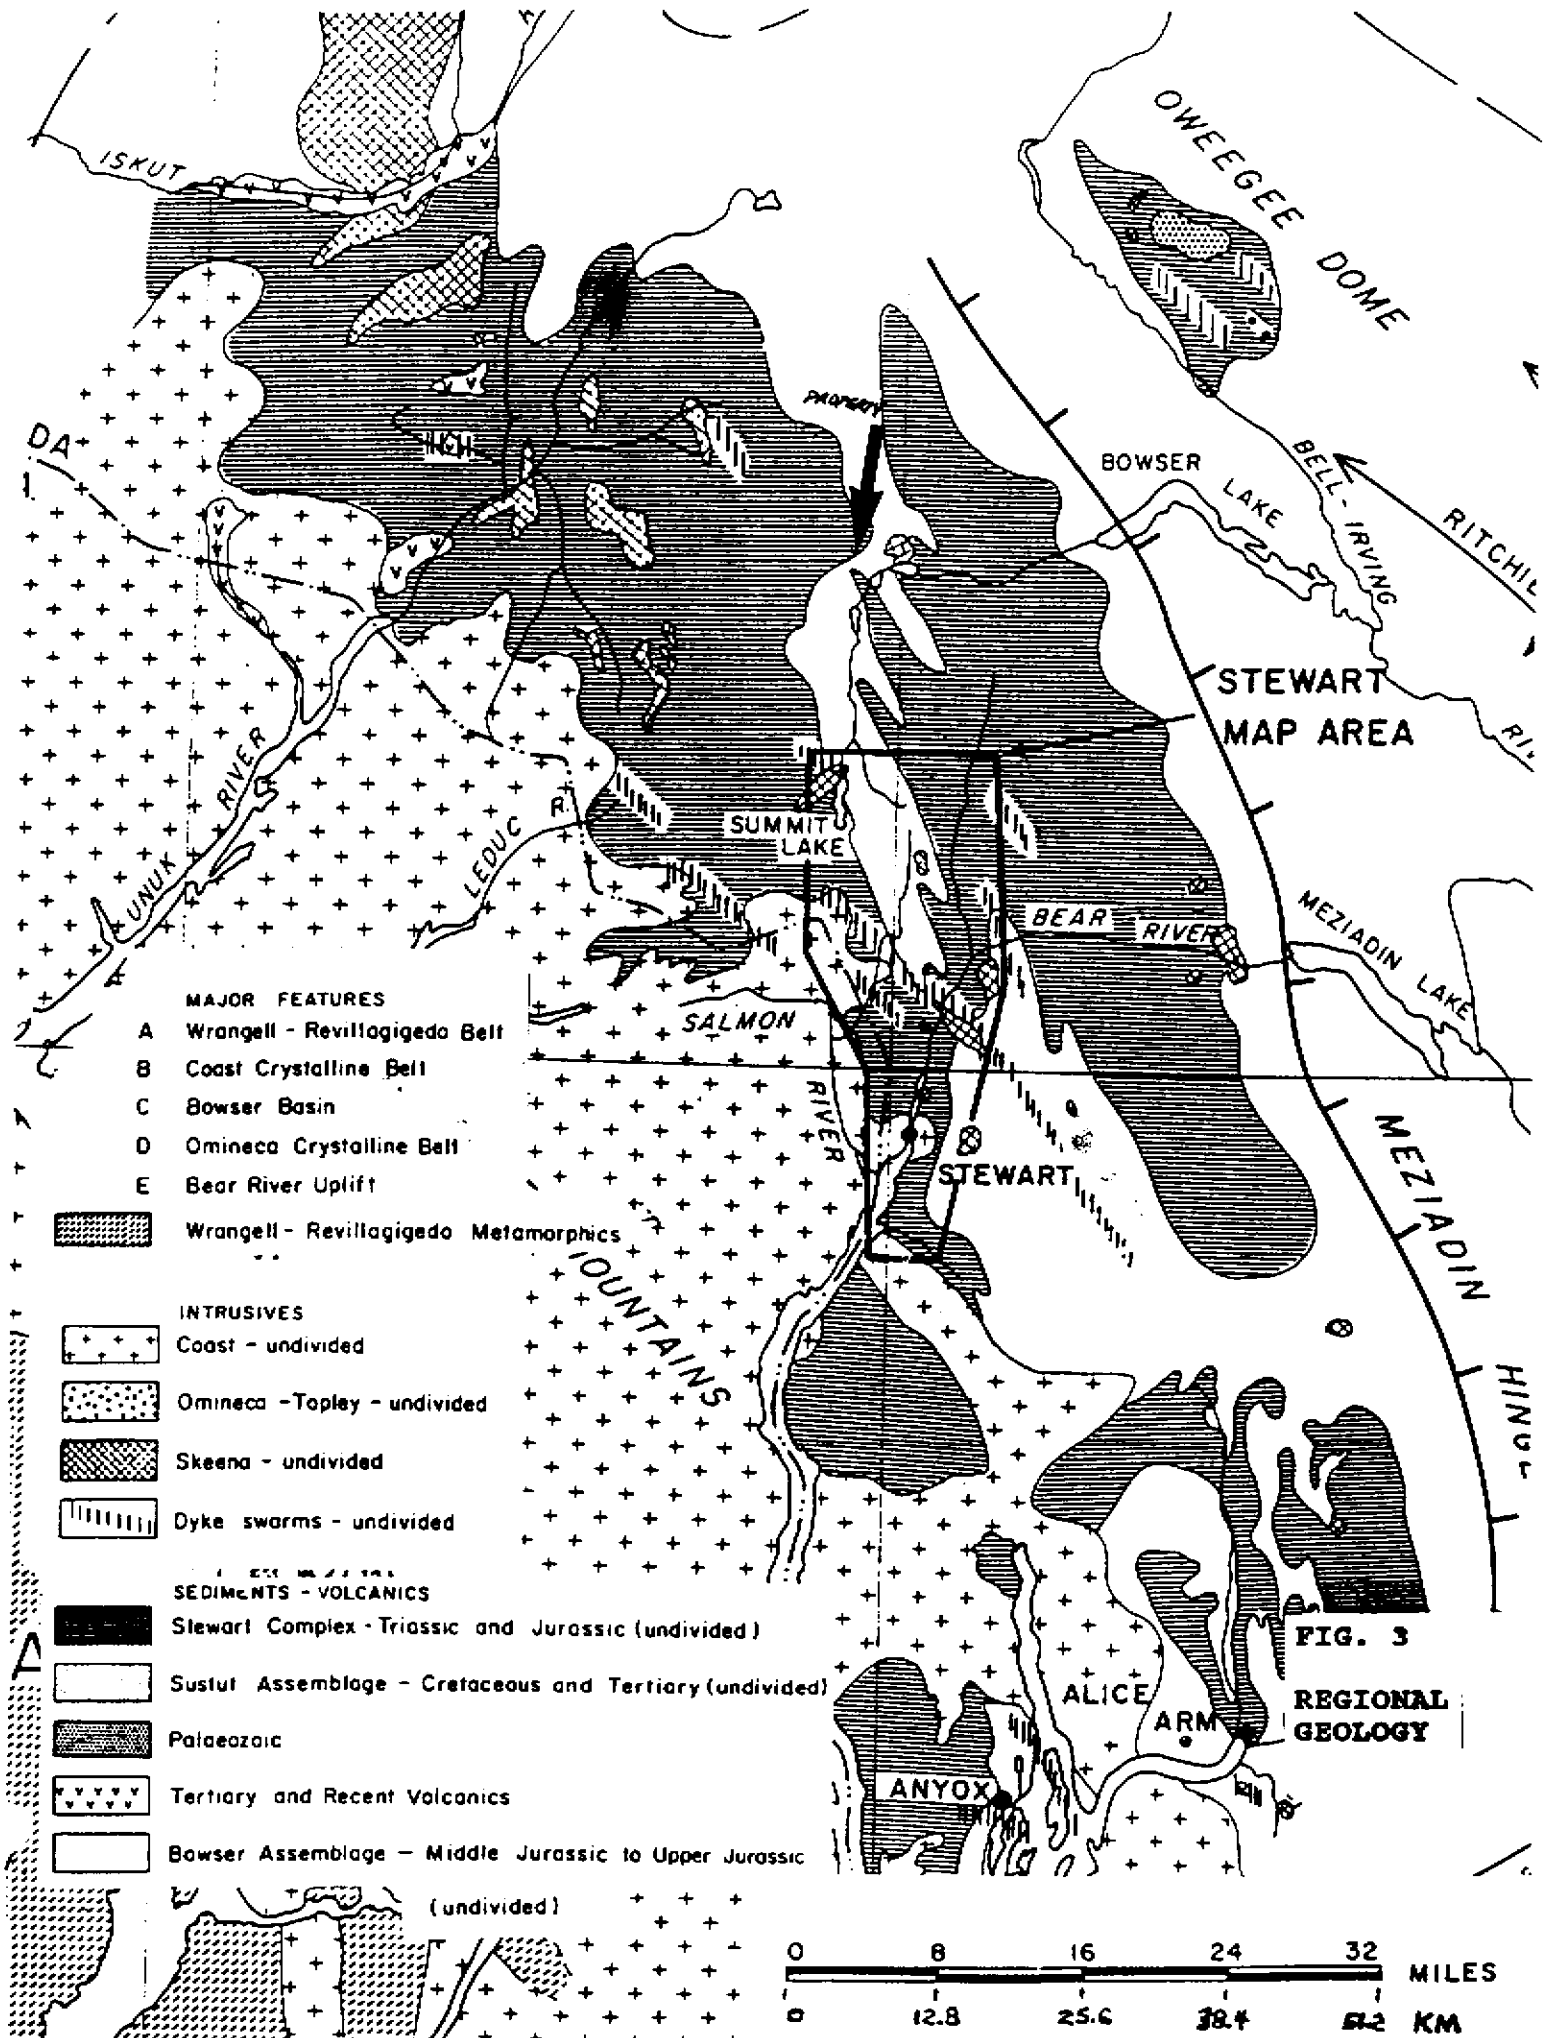 ISKUT
OWEEGEE
DOME
DA
PROPERTY
BOWSER
LAKE
BELL-IRVING
RITCHIE
STEWART
MAP AREA
UNUK RIVER
LEDUC R.
SUMMIT
LAKE
BEAR RIVER
MEZIADIN
LAKE
SALMON
RIVER
STEWART
MEZIADIN
MAJOR FEATURES
A Wrangell - Revillagigedo Belt
B Coast Crystalline Belt
C Bowser Basin
D Omineca Crystalline Belt
E Bear River Uplift
Wrangell - Revillagigedo Metamorphics
INTRUSIVES
Coast - undivided
Omineca - Topley - undivided
Skeena - undivided
Dyke swarms - undivided
SEDIMENTS - VOLCANICS
Stewart Complex - Triassic and Jurassic (undivided)
Sustut Assemblage - Cretaceous and Tertiary (undivided)
Palaeozoic
Tertiary and Recent Volcanics
Bowser Assemblage - Middle Jurassic to Upper Jurassic
(undivided)
OUNTAINS
ALICE
ARM
ANYOX
FIG. 3
REGIONAL
GEOLOGY
0 8 16 24 32 MILES
0 12.8 25.6 38.4 51.2 KM